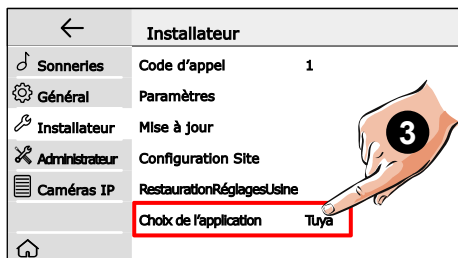 Installateur
Sonneries
Général
Installateur
Administrateur
Caméras IP
Code d'appel 1
Paramètres
Mise à jour
Configuration Site
RestaurationRéglagesUsine
Choix de l'application Tuya
3